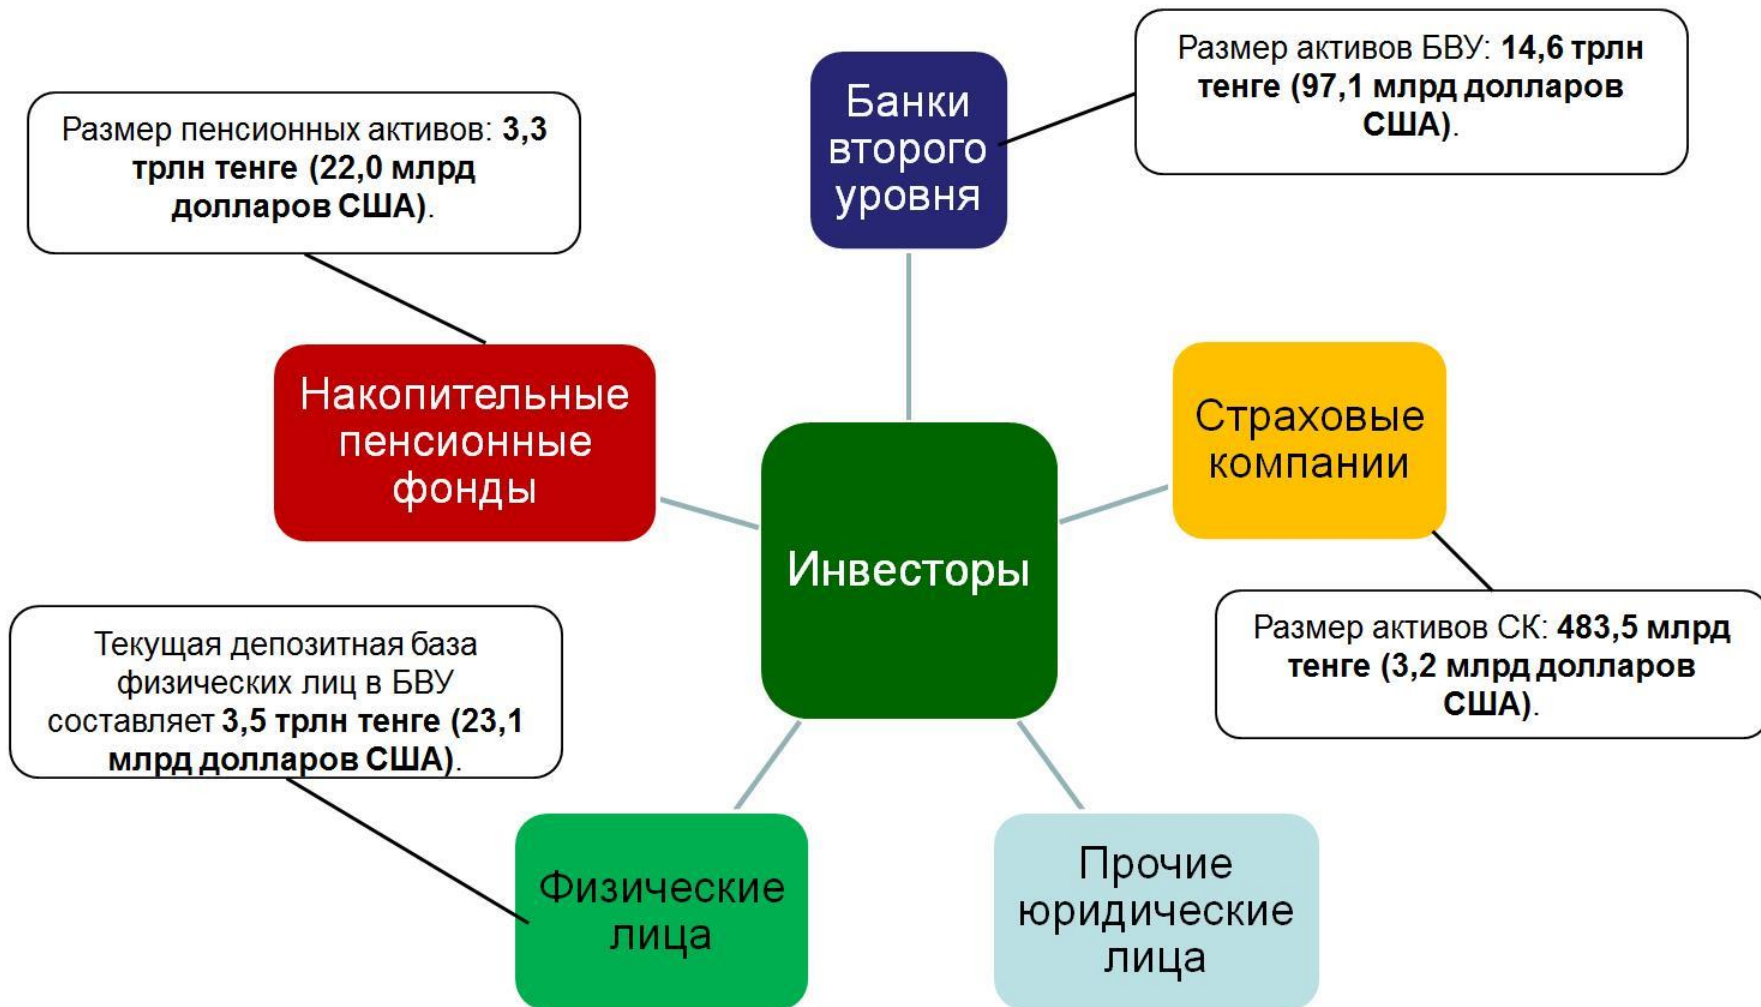 Размер активов БВУ: 14,6 трлн
тенге (97,1 млрд долларов
США).
Банки
второго
уровня
Размер пенсионных активов: 3,3
трлн тенге (22,0 млрд
долларов США).
Накопительные
пенсионные
фонды
Страховые
компании
Инвесторы
Текущая депозитная база
физических лиц в БВУ
составляет 3,5 трлн тенге (23,1
млрд долларов США).
Размер активов СК: 483,5 млрд
тенге (3,2 млрд долларов
США).
Физические
лица
Прочие
юридические
лица